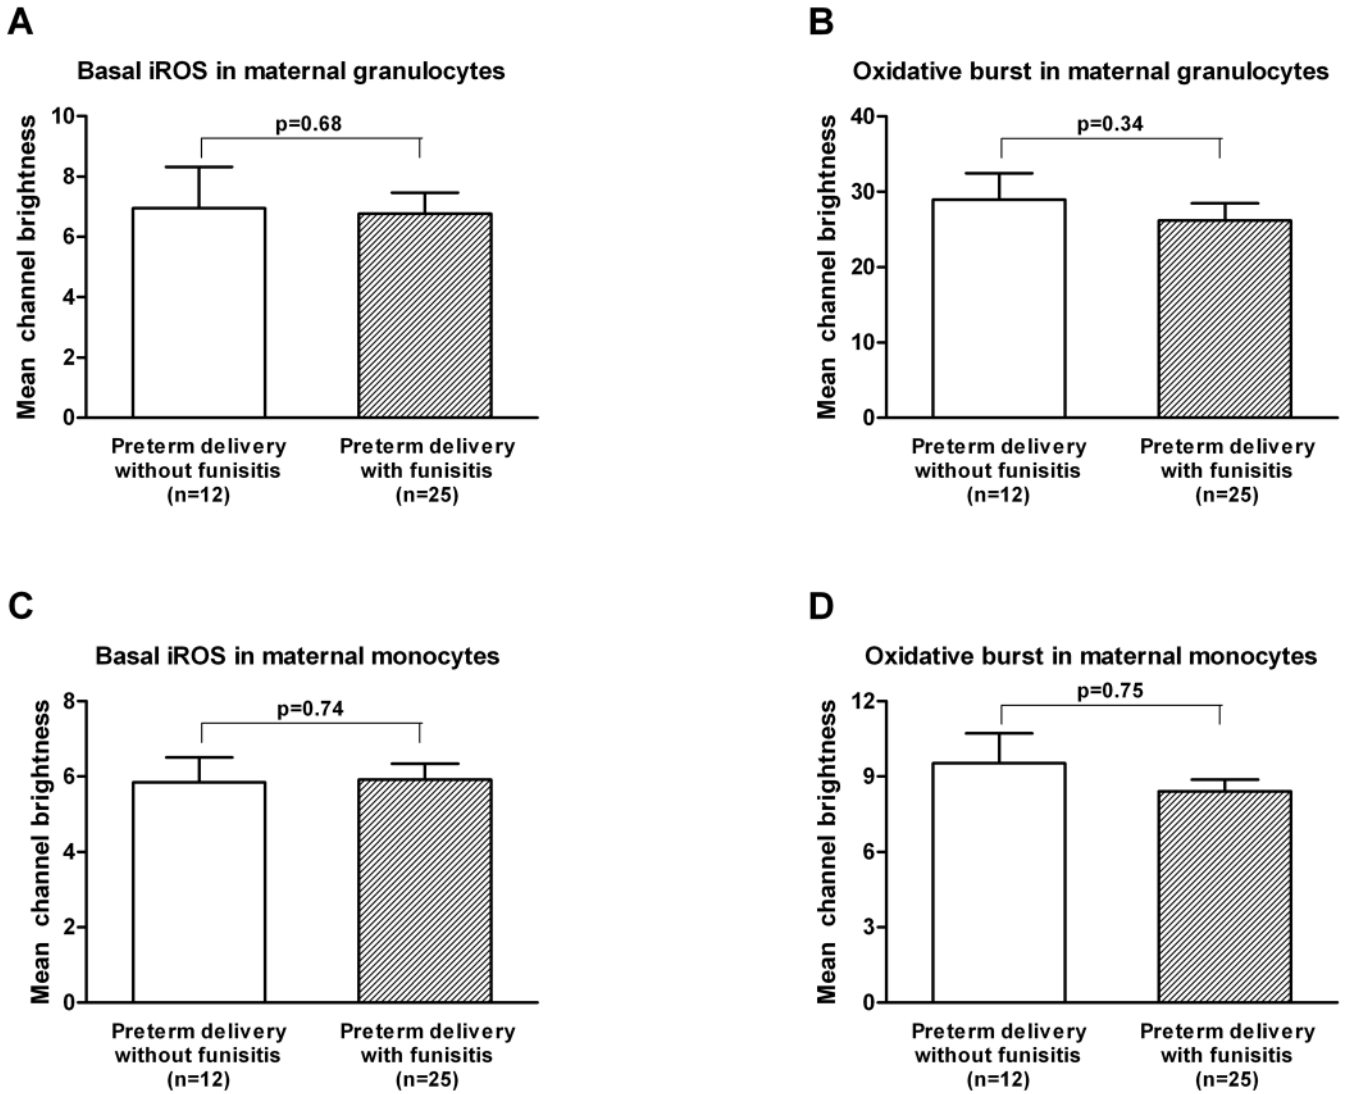 A
Basal iROS in maternal granulocytes
Mean channel brightness
10
8
6
4
2
0
p=0.68
Preterm delivery
without funisitis
(n=12)
Preterm delivery
with funisitis
(n=25)
B
Oxidative burst in maternal granulocytes
Mean channel brightness
40
30
20
10
0
p=0.34
Preterm delivery
without funisitis
(n=12)
Preterm delivery
with funisitis
(n=25)
C
Basal iROS in maternal monocytes
Mean channel brightness
8
6
4
2
0
p=0.74
Preterm delivery
without funisitis
(n=12)
Preterm delivery
with funisitis
(n=25)
D
Oxidative burst in maternal monocytes
Mean channel brightness
12
9
6
3
0
p=0.75
Preterm delivery
without funisitis
(n=12)
Preterm delivery
with funisitis
(n=25)